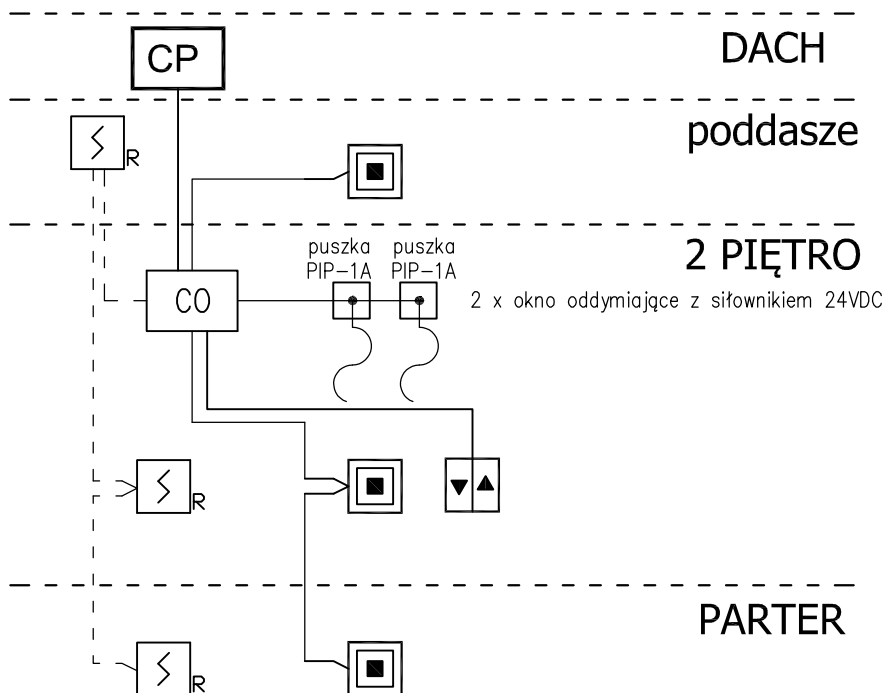 DACH
CP
poddasze
R
2 PIĘTRO
puszka
PIP-1A
puszka
PIP-1A
CO
2 x okno oddymiające z siłownikiem 24VDC
R
PARTER
R